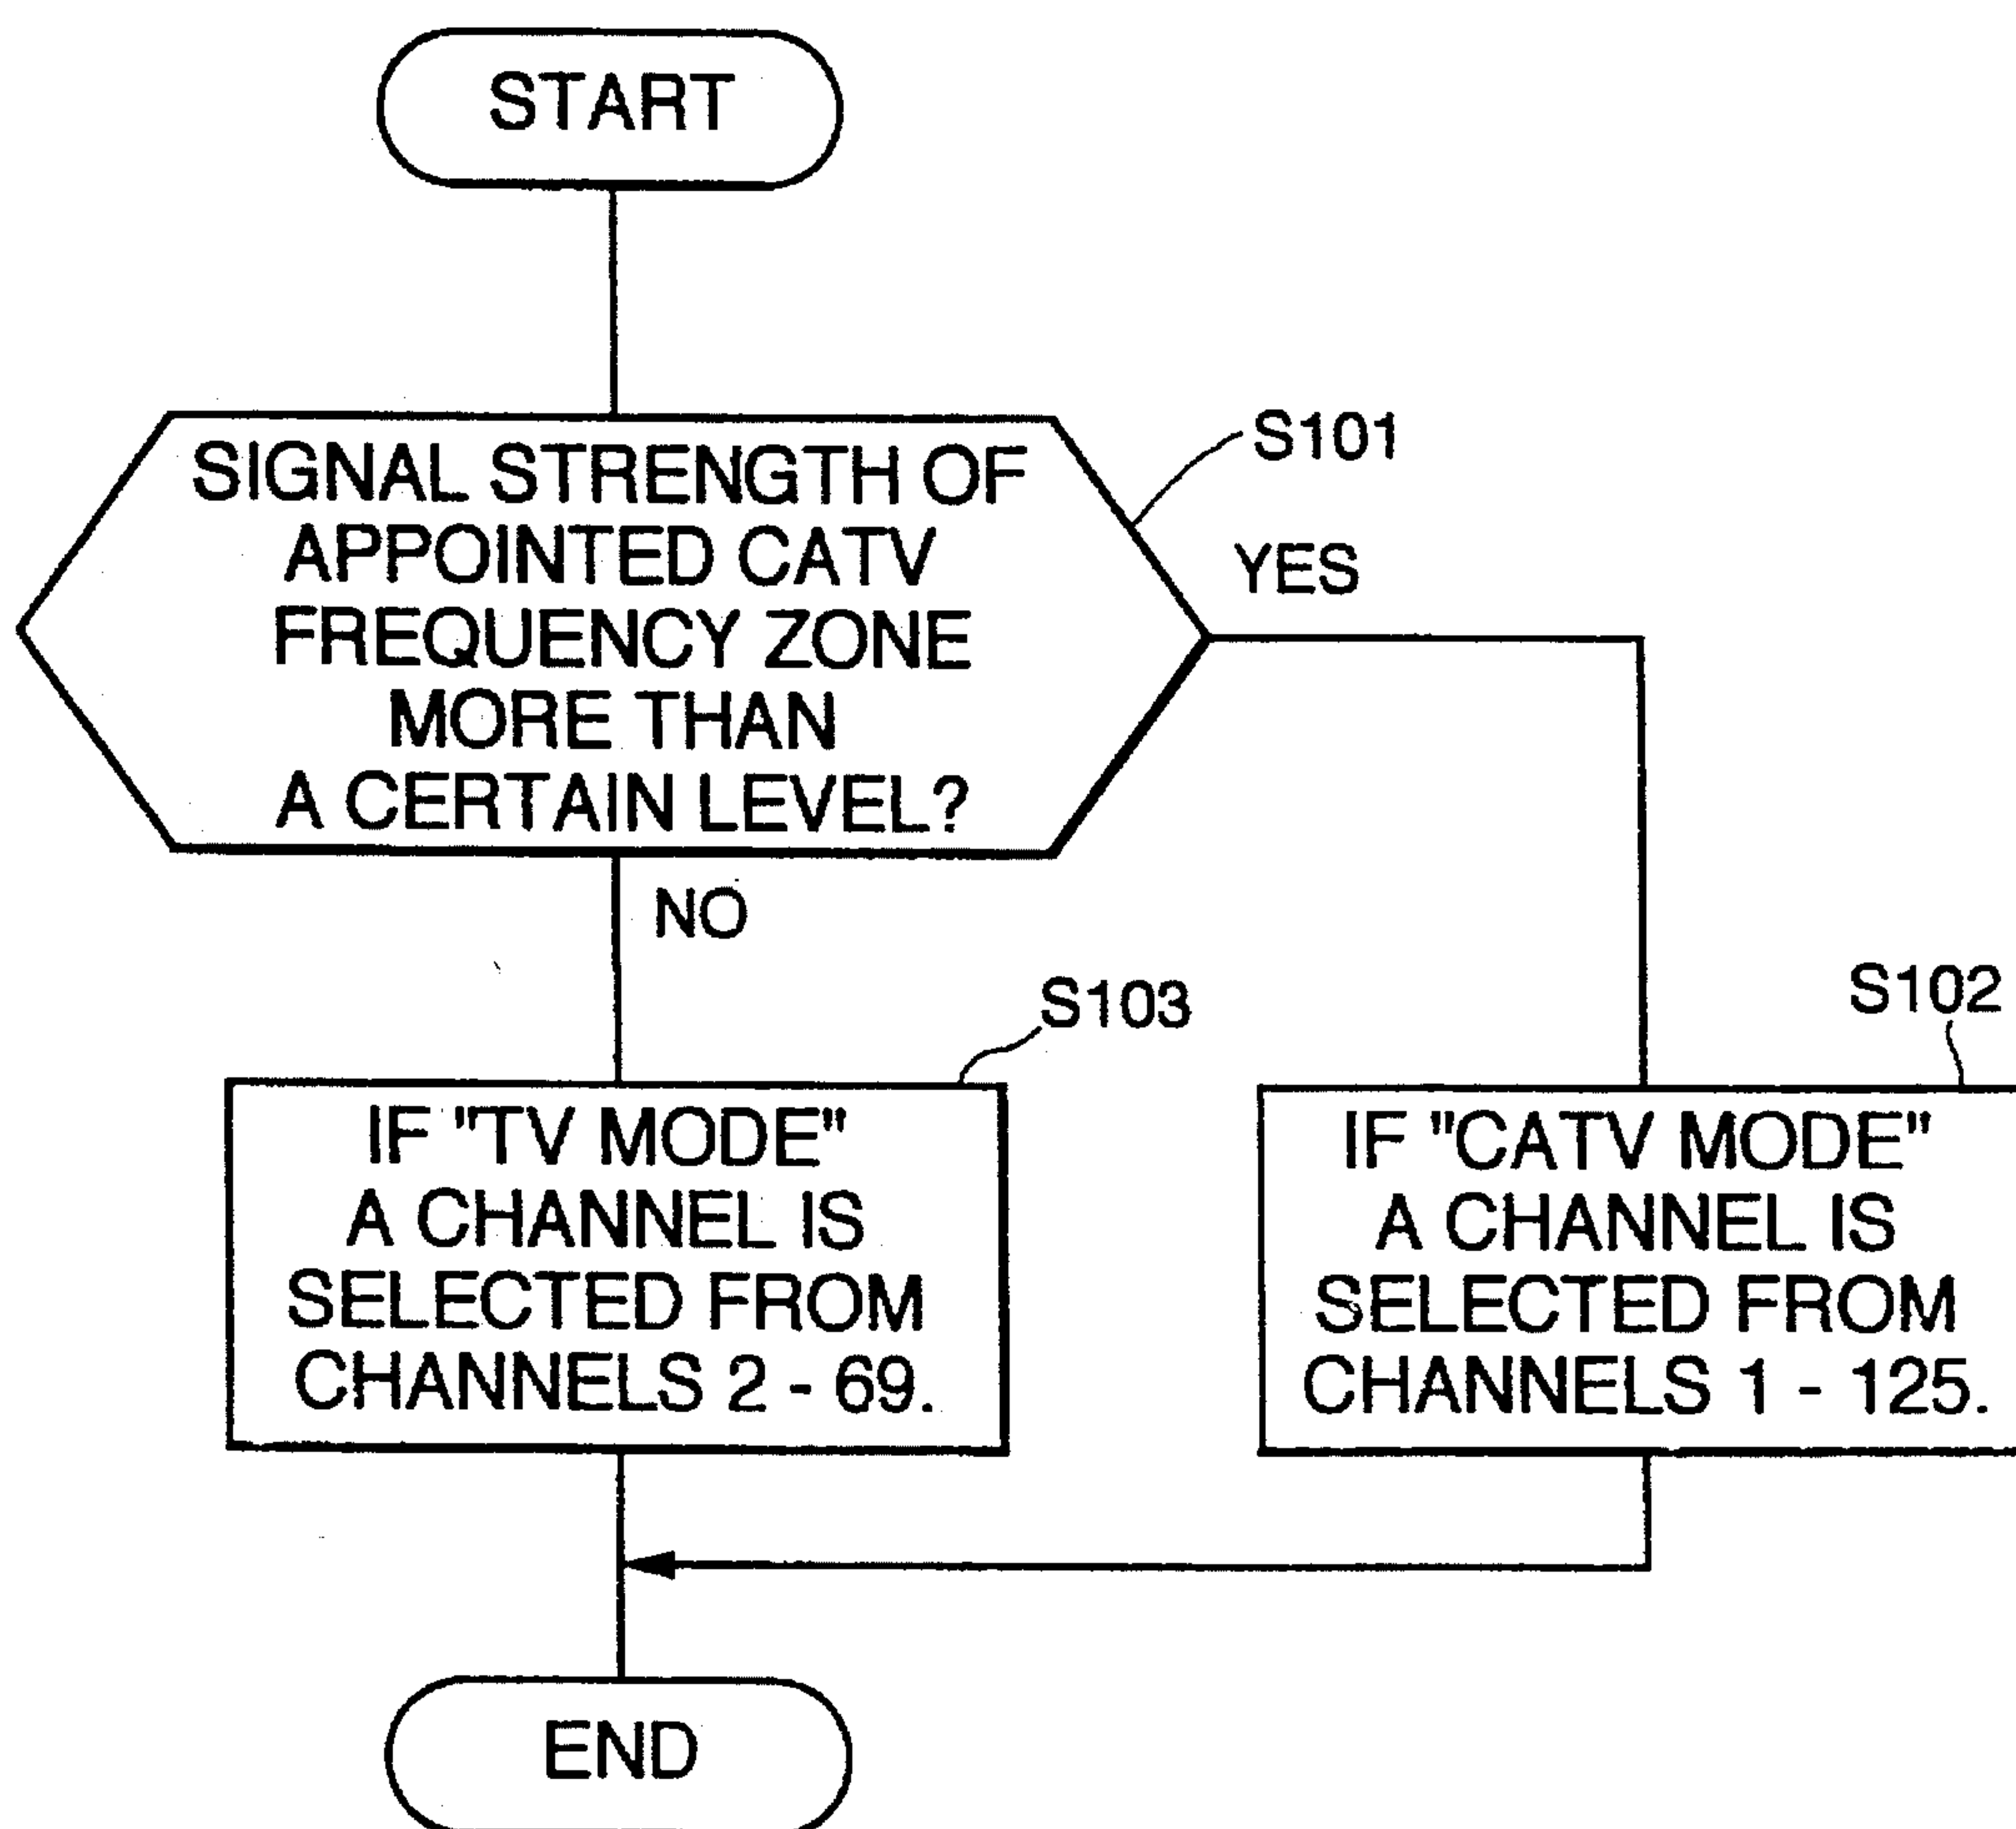 START
SIGNAL STRENGTH OF
APPOINTED CATV
FREQUENCY ZONE
MORE THAN
A CERTAIN LEVEL?
S101
YES
NO
S103
IF "TV MODE"
A CHANNEL IS
SELECTED FROM
CHANNELS 2 - 69.
S102
IF "CATV MODE"
A CHANNEL IS
SELECTED FROM
CHANNELS 1 - 125.
END